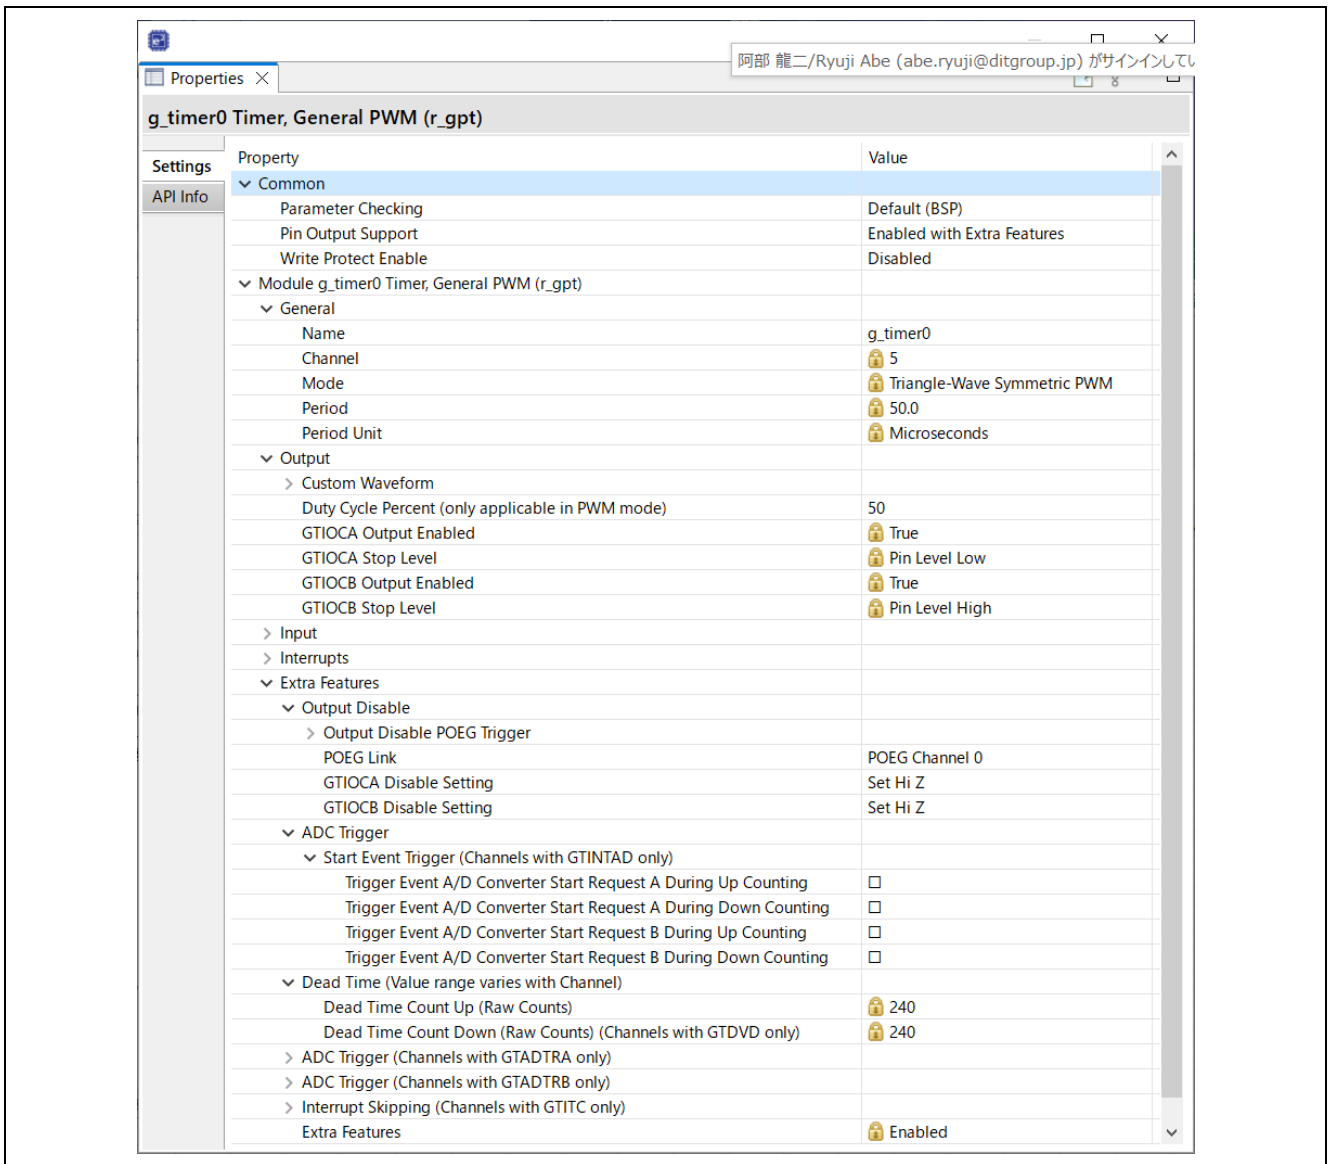 阿部 龍二/Ryuji Abe (abe.ryuji@ditgroup.jp) がサインインしてい
Properties
g_timer0 Timer, General PWM (r_gpt)
Settings
API Info
Property Value
Common
Parameter Checking Default (BSP)
Pin Output Support Enabled with Extra Features
Write Protect Enable Disabled
Module g_timer0 Timer, General PWM (r_gpt)
General
Name g_timer0
Channel 5
Mode Triangle-Wave Symmetric PWM
Period 50.0
Period Unit Microseconds
Output
Custom Waveform
Duty Cycle Percent (only applicable in PWM mode) 50
GTIOCA Output Enabled True
GTIOCA Stop Level Pin Level Low
GTIOCB Output Enabled True
GTIOCB Stop Level Pin Level High
Input
Interrupts
Extra Features
Output Disable
Output Disable POEG Trigger
POEG Link POEG Channel 0
GTIOCA Disable Setting Set Hi Z
GTIOCB Disable Setting Set Hi Z
ADC Trigger
Start Event Trigger (Channels with GTINTAD only)
Trigger Event A/D Converter Start Request A During Up Counting
Trigger Event A/D Converter Start Request A During Down Counting
Trigger Event A/D Converter Start Request B During Up Counting
Trigger Event A/D Converter Start Request B During Down Counting
Dead Time (Value range varies with Channel)
Dead Time Count Up (Raw Counts) 240
Dead Time Count Down (Raw Counts) (Channels with GTDVD only) 240
ADC Trigger (Channels with GTADTRA only)
ADC Trigger (Channels with GTADTRB only)
Interrupt Skipping (Channels with GTITC only)
Extra Features Enabled